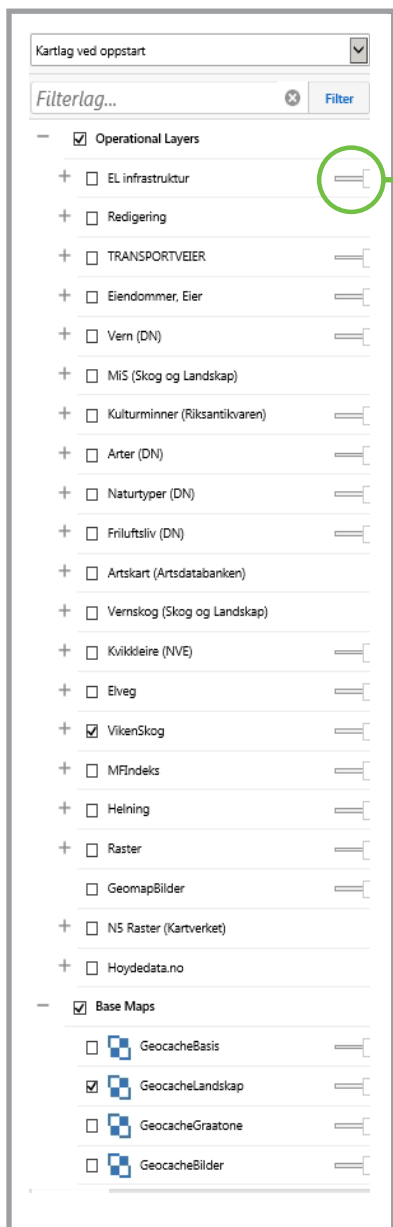 Kartlag ved oppstart
Filterlag...
Filter
Operational Layers
EL infrastruktur
Redigering
TRANSPORTVEIER
Eiendommer, Eier
Vern (DN)
MiS (Skog og Landskap)
Kulturminner (Riksantikvaren)
Arter (DN)
Naturtyper (DN)
Friluftsliv (DN)
Artskart (Artsdatabanken)
Vernskog (Skog og Landskap)
Kvikkleire (NVE)
Elveg
VikenSkog
MFIndeks
Helning
Raster
GeomapBilder
N5 Raster (Kartverket)
Hoydedata.no
Base Maps
GeocacheBasis
GeocacheLandskap
GeocacheGraatone
GeocacheBilder